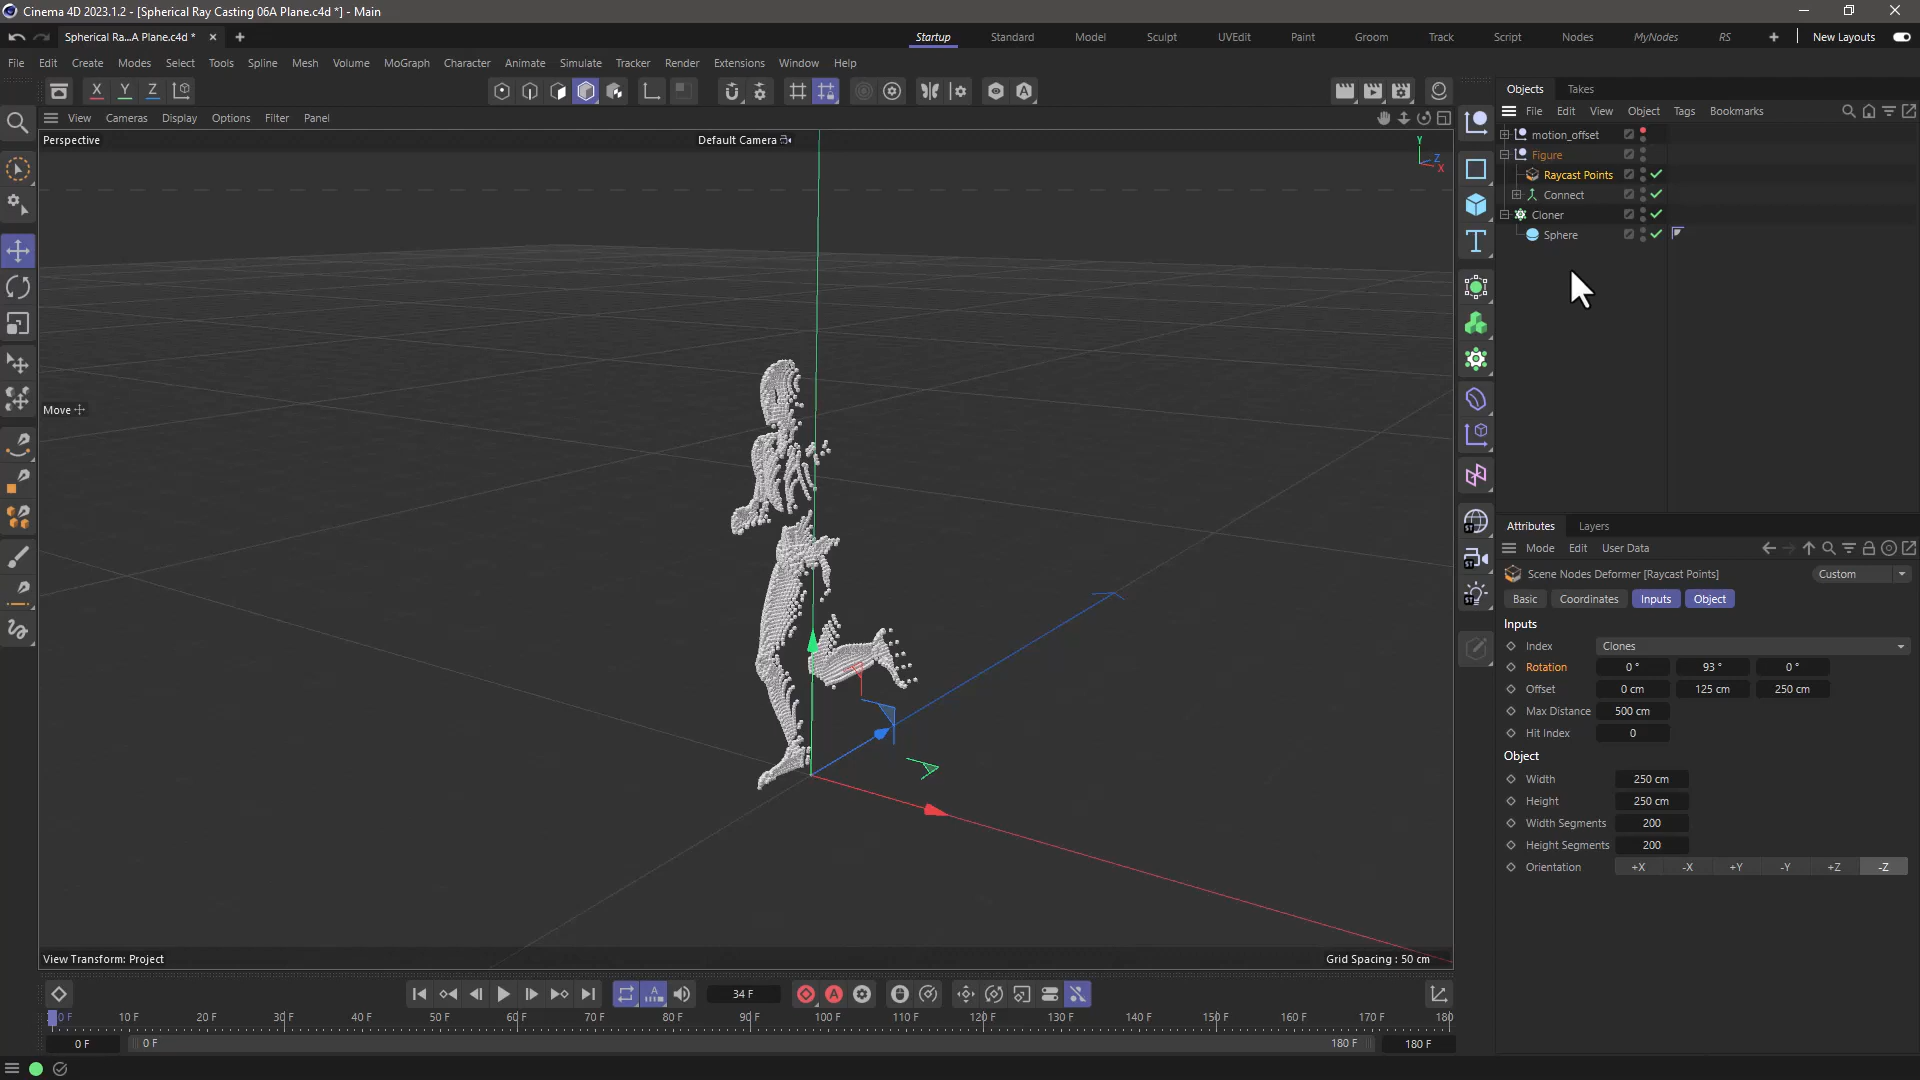 Cinema 4D 2023.1.2 - [Spherical Ray Casting 06A Plane.c4d *] - Main
Spherical Ra...A Plane.c4d *
Startup Standard Model Sculpt UVEdit Paint Groom Track Script Nodes MyNodes RS New Layouts
File Edit Create Modes Select Tools Spline Mesh Volume MoGraph Character Animate Simulate Tracker Render Extensions Window Help
X Y Z
Objects Takes
File Edit View Object Tags Bookmarks
View Cameras Display Options Filter Panel
Perspective
Default Camera
Y
Z
X
motion_offset
Figure
Raycast Points
Connect
Cloner
Sphere
Move
Attributes Layers
Mode Edit User Data
Scene Nodes Deformer [Raycast Points]
Custom
Basic Coordinates Inputs Object
Inputs
Index Clones
Rotation 0 ° 93 ° 0 °
Offset 0 cm 125 cm 250 cm
Max Distance 500 cm
Hit Index 0
Object
Width 250 cm
Height 250 cm
Width Segments 200
Height Segments 200
Orientation +X -X +Y -Y +Z -Z
View Transform: Project
Grid Spacing : 50 cm
34 F
0 F 10 F 20 F 30 F 40 F 50 F 60 F 70 F 80 F 90 F 100 F 110 F 120 F 130 F 140 F 150 F 160 F 170 F 180
0 F 0 F 180 F 180 F